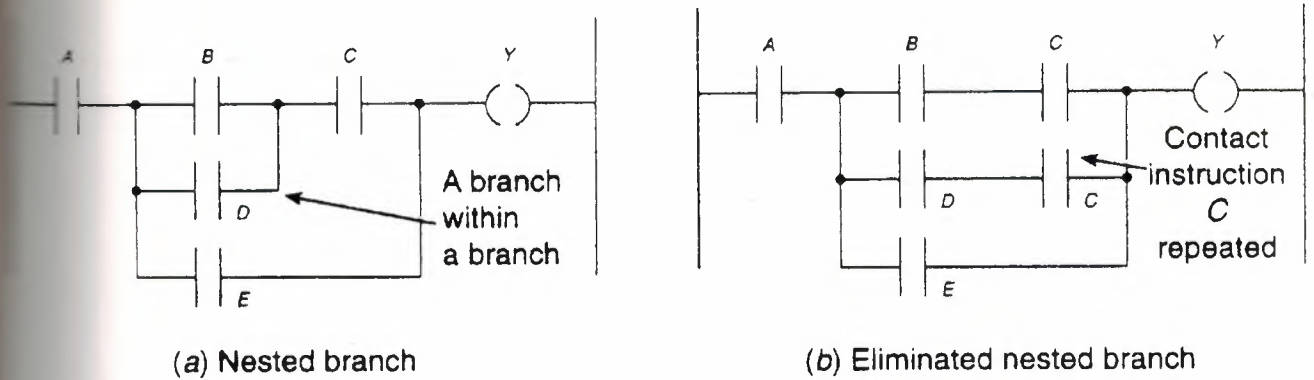 A
B
C
Y
D
E
A branch
within
a branch
(a) Nested branch
A
B
C
Y
D
C
E
Contact
instruction
C
repeated
(b) Eliminated nested branch